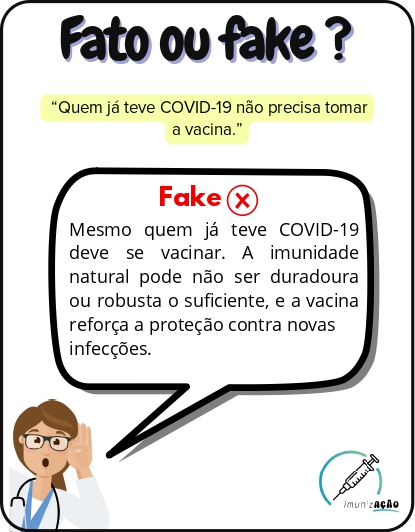 Fato ou fake ?
“Quem já teve COVID-19 não precisa tomar
a vacina.”
Fake
Mesmo quem já teve COVID-19
deve se vacinar. A imunidade
natural pode não ser duradoura
ou robusta o suficiente, e a vacina
reforça a proteção contra novas
infecções.
imunizAÇÃO